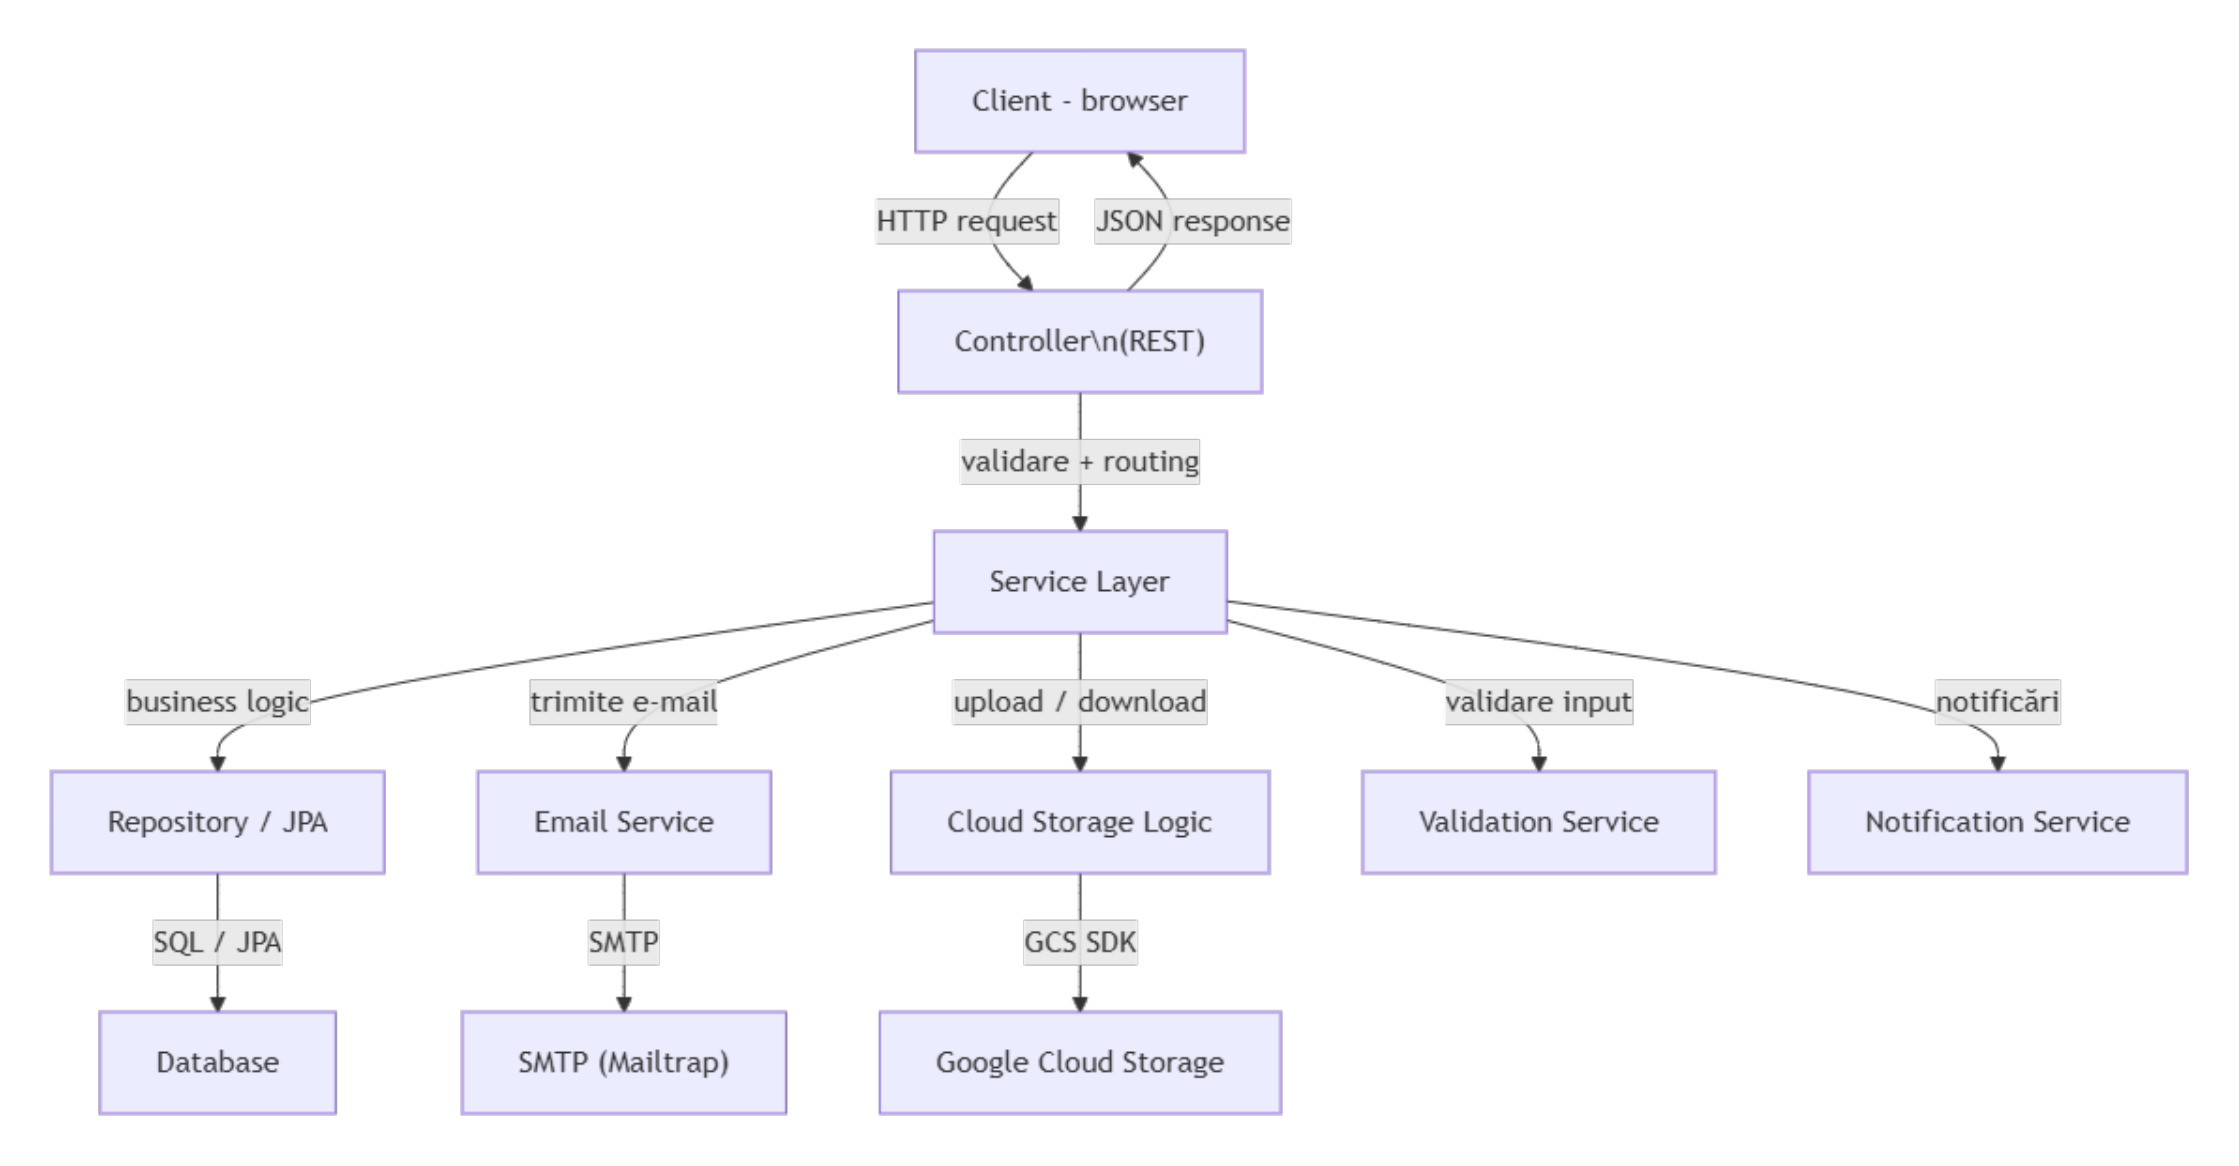 Client - browser
HTTP request
JSON response
Controller\n(REST)
validare + routing
Service Layer
business logic
trimite e-mail
upload / download
validare input
notificări
Repository / JPA
Email Service
Cloud Storage Logic
Validation Service
Notification Service
SQL / JPA
SMTP
GCS SDK
Database
SMTP (Mailtrap)
Google Cloud Storage